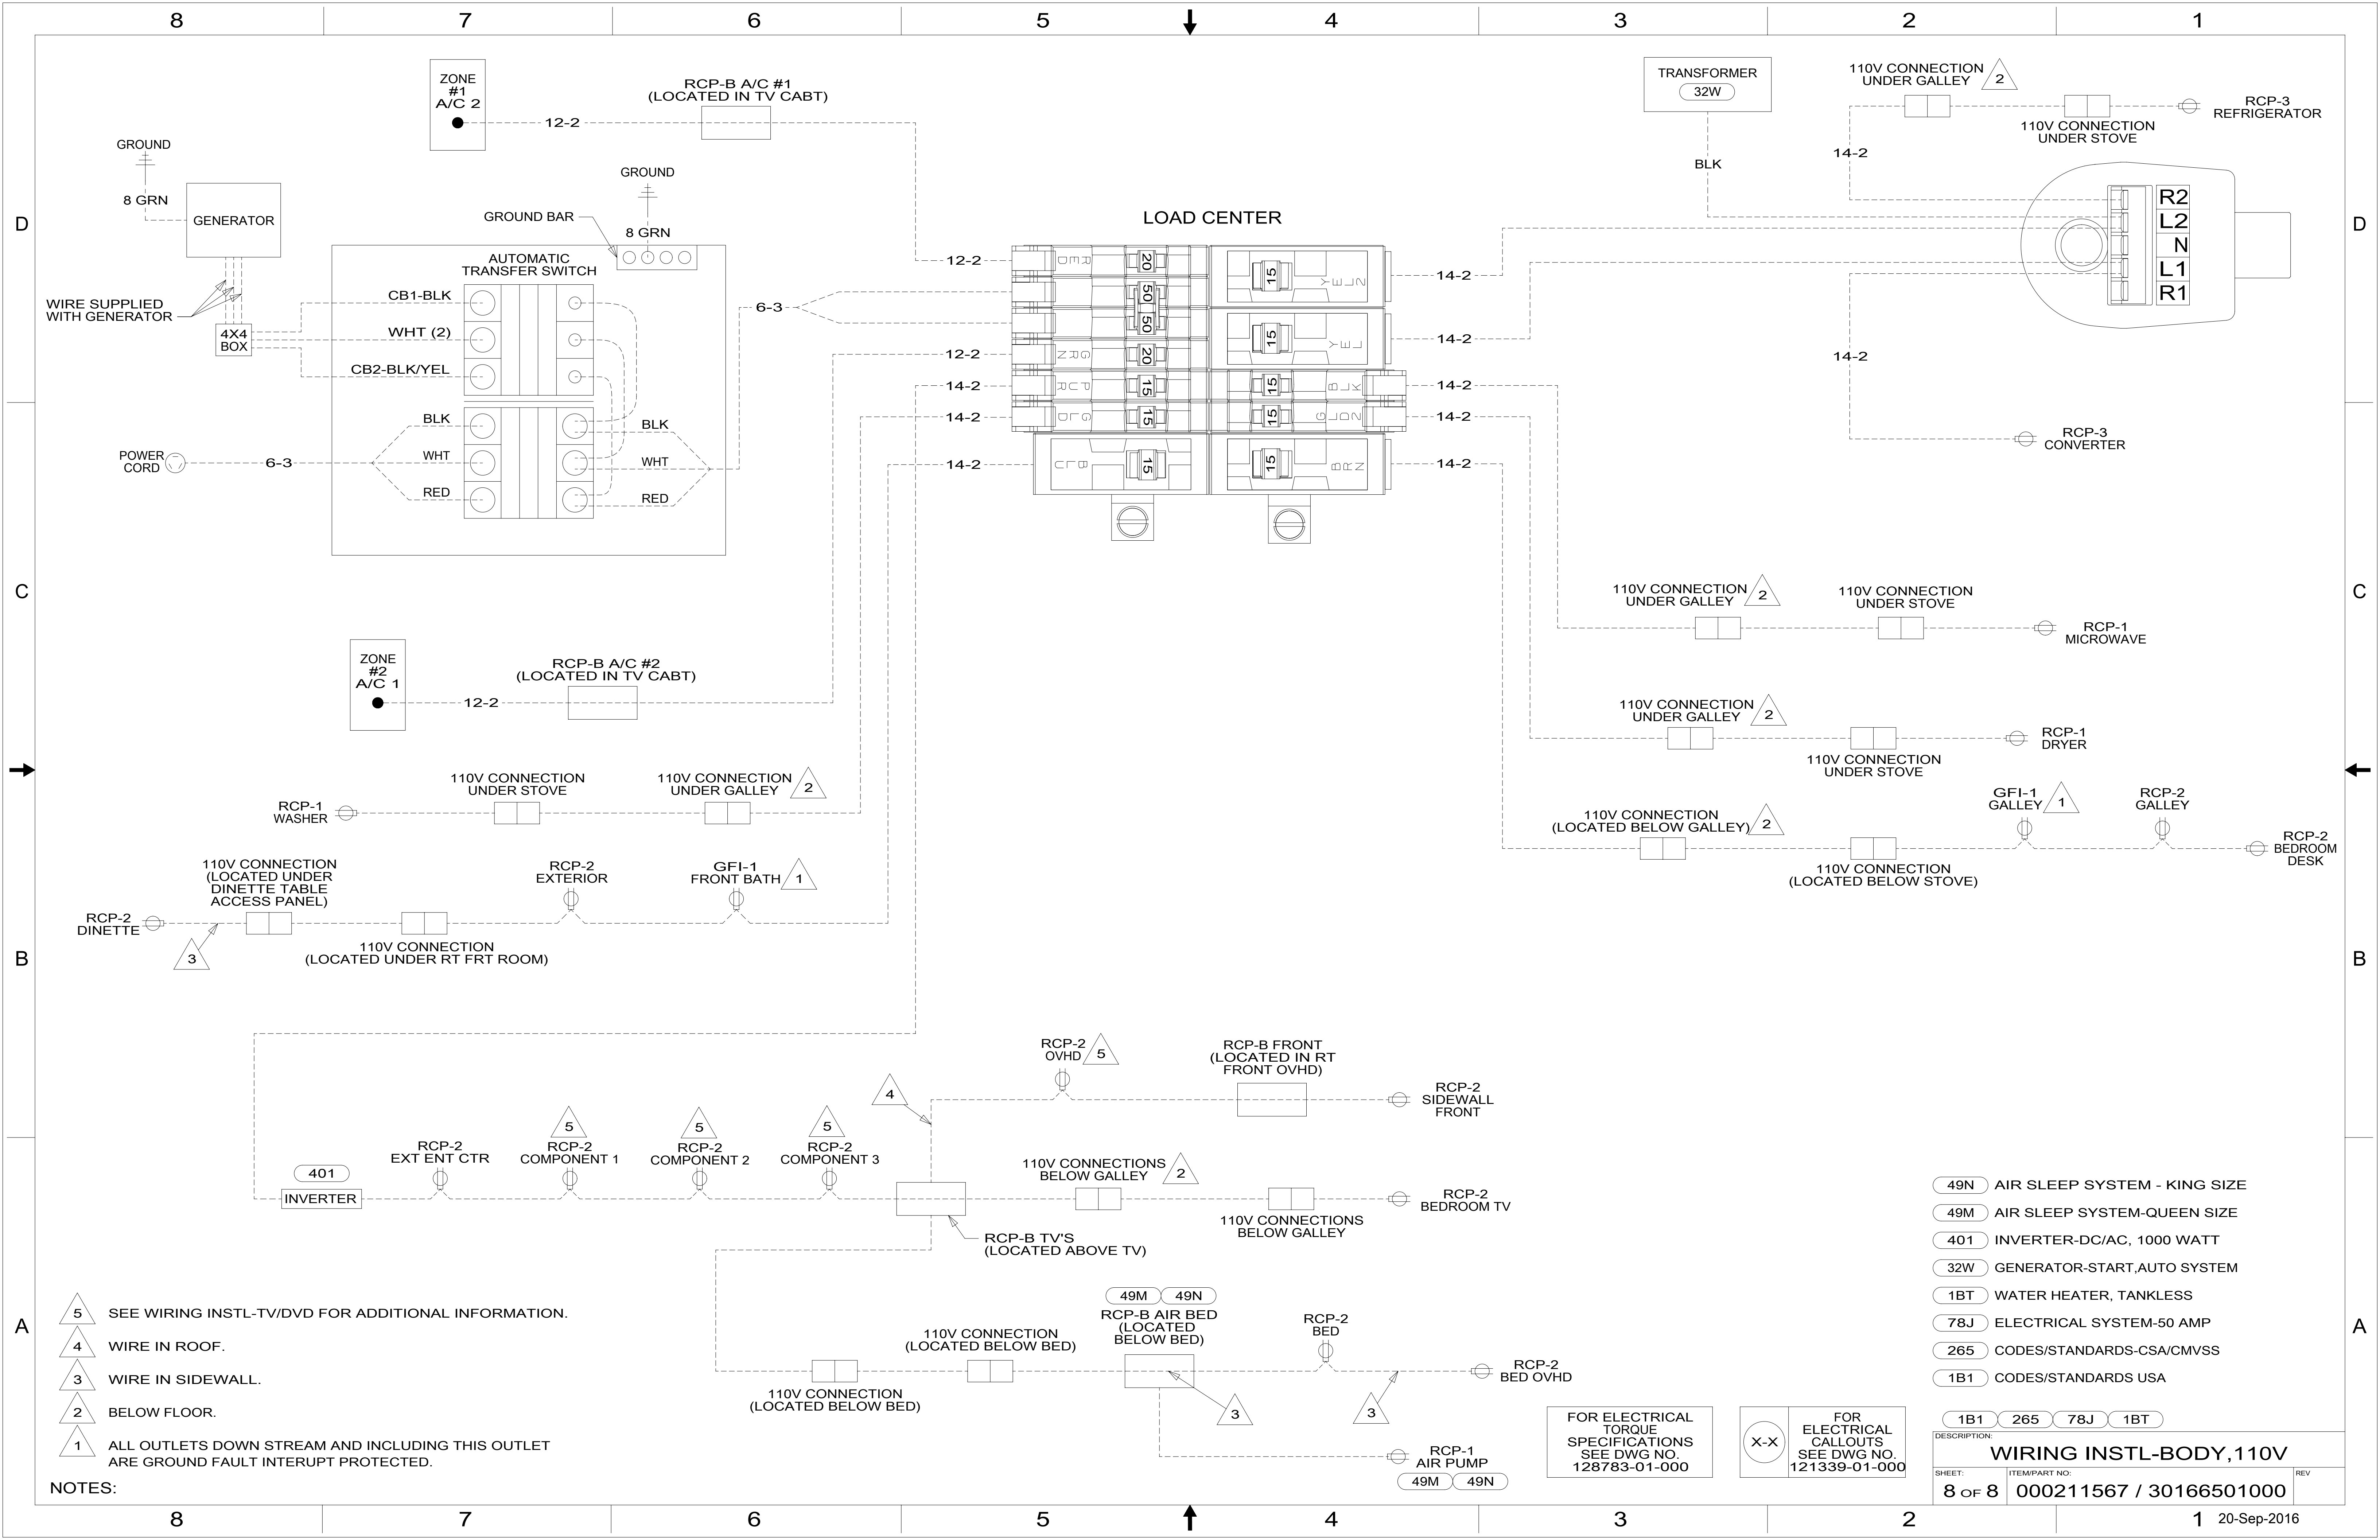 8 7 6 5 4 3 2 1
ZONE
#1
A/C 2
12-2
RCP-B A/C #1
(LOCATED IN TV CABT)
TRANSFORMER
32W
BLK
110V CONNECTION
UNDER GALLEY
2
110V CONNECTION
UNDER STOVE
RCP-3
REFRIGERATOR
14-2
R2
L2
N
L1
R1
14-2
RCP-3
CONVERTER
D
D
GROUND
8 GRN
GENERATOR
WIRE SUPPLIED
WITH GENERATOR
4X4
BOX
GROUND
GROUND BAR
8 GRN
AUTOMATIC
TRANSFER SWITCH
CB1-BLK
WHT (2)
CB2-BLK/YEL
BLK
WHT
RED
BLK
WHT
RED
POWER
CORD
6-3
6-3
LOAD CENTER
12-2
RED
20
50
50
12-2
GRN
20
14-2
PUR
15
14-2
GLD
15
14-2
BLU
15
15
YEL2
14-2
15
YEL
14-2
15
BLK
14-2
15
GLD2
14-2
15
BRN
14-2
C
C
ZONE
#2
A/C 1
12-2
RCP-B A/C #2
(LOCATED IN TV CABT)
110V CONNECTION
UNDER GALLEY
2
110V CONNECTION
UNDER STOVE
RCP-1
MICROWAVE
110V CONNECTION
UNDER GALLEY
2
110V CONNECTION
UNDER STOVE
RCP-1
DRYER
RCP-1
WASHER
110V CONNECTION
UNDER STOVE
110V CONNECTION
UNDER GALLEY
2
110V CONNECTION
(LOCATED BELOW GALLEY)
2
110V CONNECTION
(LOCATED BELOW STOVE)
GFI-1
GALLEY
1
RCP-2
GALLEY
RCP-2
BEDROOM
DESK
RCP-2
DINETTE
3
110V CONNECTION
(LOCATED UNDER
DINETTE TABLE
ACCESS PANEL)
110V CONNECTION
(LOCATED UNDER RT FRT ROOM)
RCP-2
EXTERIOR
GFI-1
FRONT BATH
1
B
B
RCP-2
OVHD
5
RCP-B FRONT
(LOCATED IN RT
FRONT OVHD)
RCP-2
SIDEWALL
FRONT
4
401
INVERTER
RCP-2
EXT ENT CTR
5
RCP-2
COMPONENT 1
5
RCP-2
COMPONENT 2
5
RCP-2
COMPONENT 3
RCP-B TV'S
(LOCATED ABOVE TV)
110V CONNECTIONS
BELOW GALLEY
2
110V CONNECTIONS
BELOW GALLEY
RCP-2
BEDROOM TV
110V CONNECTION
(LOCATED BELOW BED)
110V CONNECTION
(LOCATED BELOW BED)
49M 49N
RCP-B AIR BED
(LOCATED
BELOW BED)
3
RCP-2
BED
3
RCP-2
BED OVHD
RCP-1
AIR PUMP
49M 49N
A
A
5 SEE WIRING INSTL-TV/DVD FOR ADDITIONAL INFORMATION.
4 WIRE IN ROOF.
3 WIRE IN SIDEWALL.
2 BELOW FLOOR.
1 ALL OUTLETS DOWN STREAM AND INCLUDING THIS OUTLET
ARE GROUND FAULT INTERUPT PROTECTED.
NOTES:
49N AIR SLEEP SYSTEM - KING SIZE
49M AIR SLEEP SYSTEM-QUEEN SIZE
401 INVERTER-DC/AC, 1000 WATT
32W GENERATOR-START,AUTO SYSTEM
1BT WATER HEATER, TANKLESS
78J ELECTRICAL SYSTEM-50 AMP
265 CODES/STANDARDS-CSA/CMVSS
1B1 CODES/STANDARDS USA
FOR ELECTRICAL
TORQUE
SPECIFICATIONS
SEE DWG NO.
128783-01-000
X-X
FOR
ELECTRICAL
CALLOUTS
SEE DWG NO.
121339-01-000
1B1 265 78J 1BT
DESCRIPTION:
WIRING INSTL-BODY,110V
SHEET:
8 OF 8
ITEM/PART NO:
000211567 / 30166501000
REV
8 7 6 5 4 3 2 1
20-Sep-2016